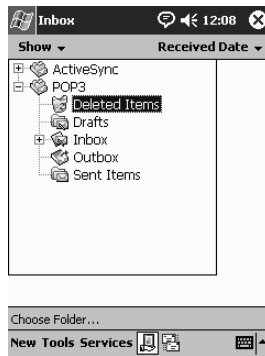 Inbox 12:08
Show Received Date
ActiveSync
POP3
Deleted Items
Drafts
Inbox
Outbox
Sent Items
Choose Folder...
New Tools Services